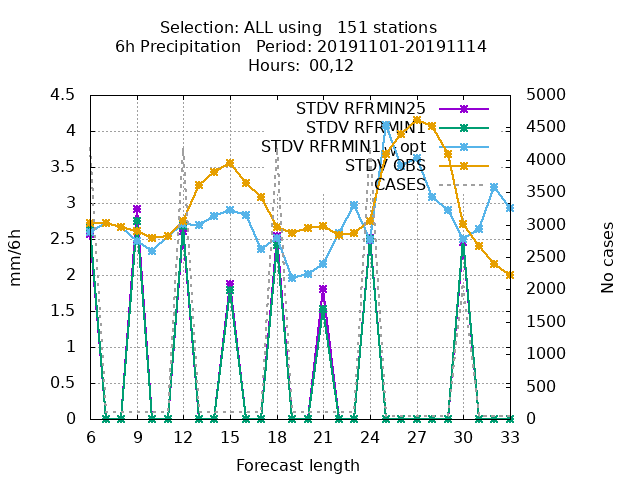 Selection: ALL using   151 stations
6h Precipitation   Period: 20191101-20191114
Hours: 00,12
STDV RFRMIN25
STDV RFRMIN1
STDV RFRMIN1 opt
STDV OBS
CASES
4.5
4
3.5
3
2.5
2
1.5
1
0.5
0
mm/6h
5000
4500
4000
3500
3000
2500
2000
1500
1000
500
0
No cases
6 9 12 15 18 21 24 27 30 33
Forecast length